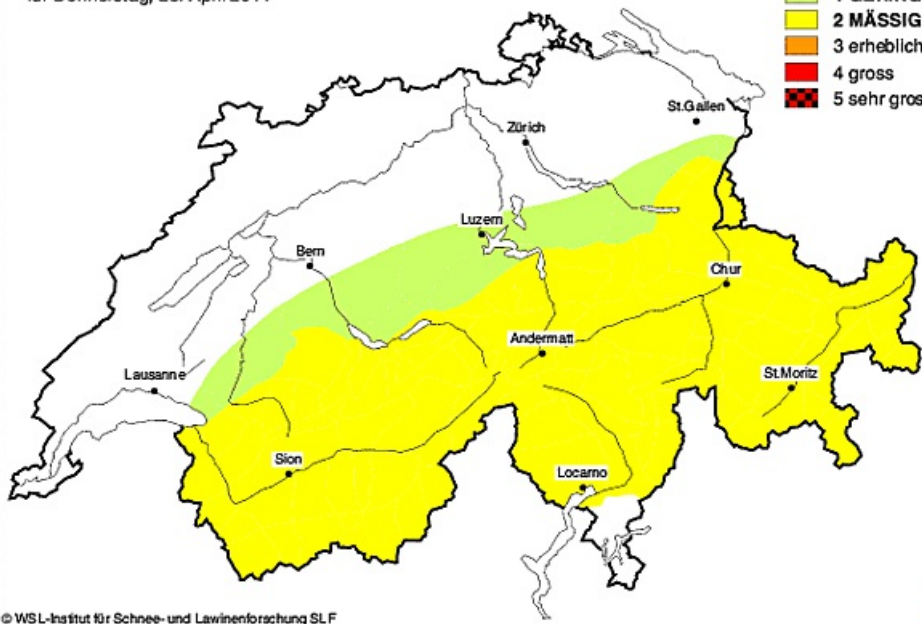 2 MÄSSIG
3 erheblich
4 gross
5 sehr gros
St.Gallen
Zürich
Luzern
Bern
Chur
Andermatt
Lausanne
St.Moritz
Sion
Locarno
© WSL-Institut für Schnee- und Lawinenforschung SLF